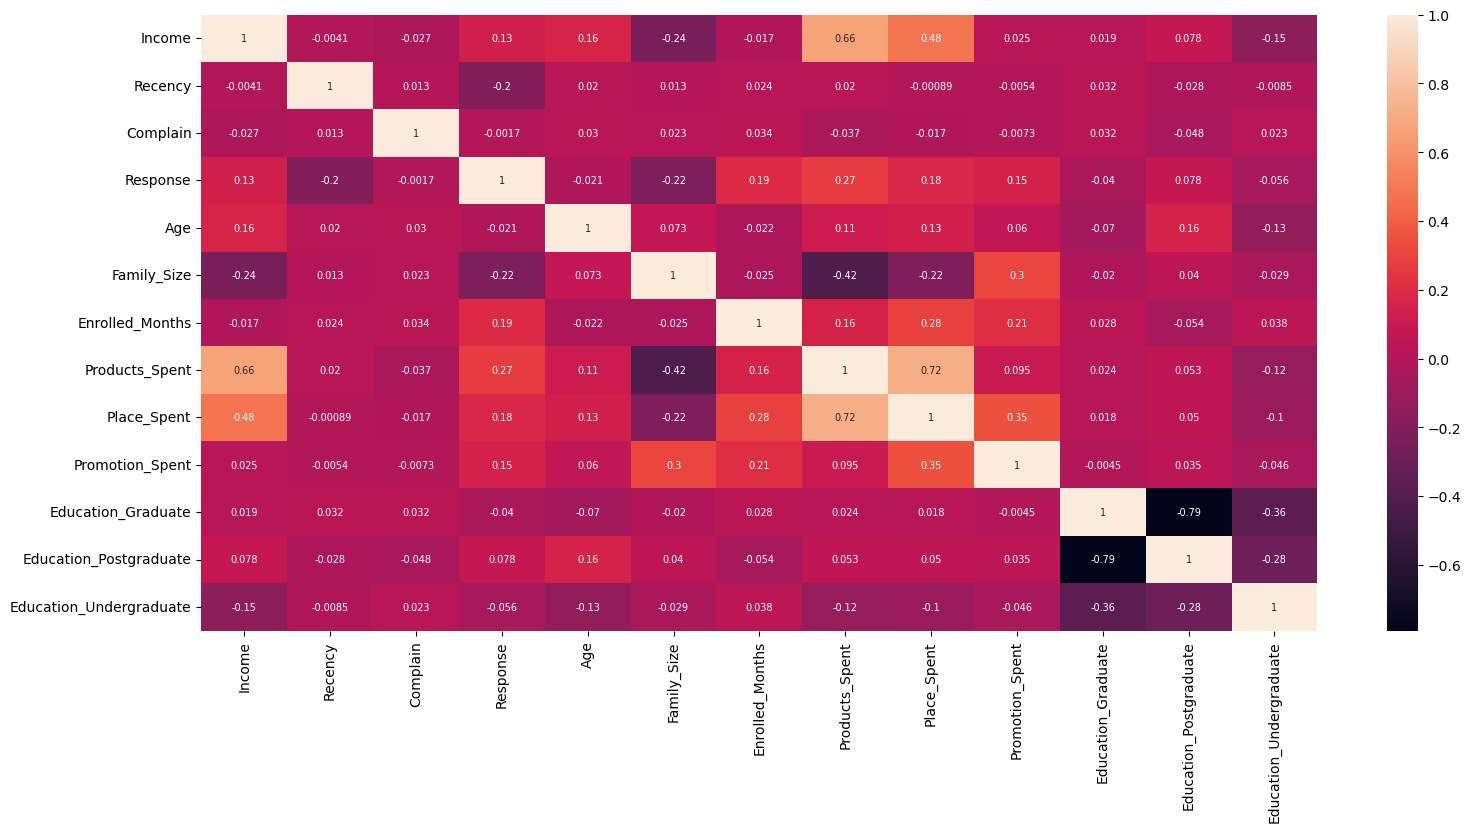 Income 1 -0.0041 -0.027 0.13 0.16 -0.24 -0.017 0.66 0.48 0.025 0.019 0.078 -0.15
Recency -0.0041 1 0.013 -0.2 0.02 0.013 0.024 0.02 -0.00089 -0.0054 0.032 -0.028 -0.0085
Complain -0.027 0.013 1 -0.0017 0.03 0.023 0.034 -0.037 -0.017 -0.0073 0.032 -0.048 0.023
Response 0.13 -0.2 -0.0017 1 -0.021 -0.22 0.19 0.27 0.18 0.15 -0.04 0.078 -0.056
Age 0.16 0.02 0.03 -0.021 1 0.073 -0.022 0.11 0.13 0.06 -0.07 0.16 -0.13
Family_Size -0.24 0.013 0.023 -0.22 0.073 1 -0.025 -0.42 -0.22 0.3 -0.02 0.04 -0.029
Enrolled_Months -0.017 0.024 0.034 0.19 -0.022 -0.025 1 0.16 0.28 0.21 0.028 -0.054 0.038
Products_Spent 0.66 0.02 -0.037 0.27 0.11 -0.42 0.16 1 0.72 0.095 0.024 0.053 -0.12
Place_Spent 0.48 -0.00089 -0.017 0.18 0.13 -0.22 0.28 0.72 1 0.35 0.018 0.05 -0.1
Promotion_Spent 0.025 -0.0054 -0.0073 0.15 0.06 0.3 0.21 0.095 0.35 1 -0.0045 0.035 -0.046
Education_Graduate 0.019 0.032 0.032 -0.04 -0.07 -0.02 0.028 0.024 0.018 -0.0045 1 -0.79 -0.36
Education_Postgraduate 0.078 -0.028 -0.048 0.078 0.16 0.04 -0.054 0.053 0.05 0.035 -0.79 1 -0.28
Education_Undergraduate -0.15 -0.0085 0.023 -0.056 -0.13 -0.029 0.038 -0.12 -0.1 -0.046 -0.36 -0.28 1
Income
Recency
Complain
Response
Age
Family_Size
Enrolled_Months
Products_Spent
Place_Spent
Promotion_Spent
Education_Graduate
Education_Postgraduate
Education_Undergraduate
1.0
0.8
0.6
0.4
0.2
0.0
−0.2
−0.4
−0.6